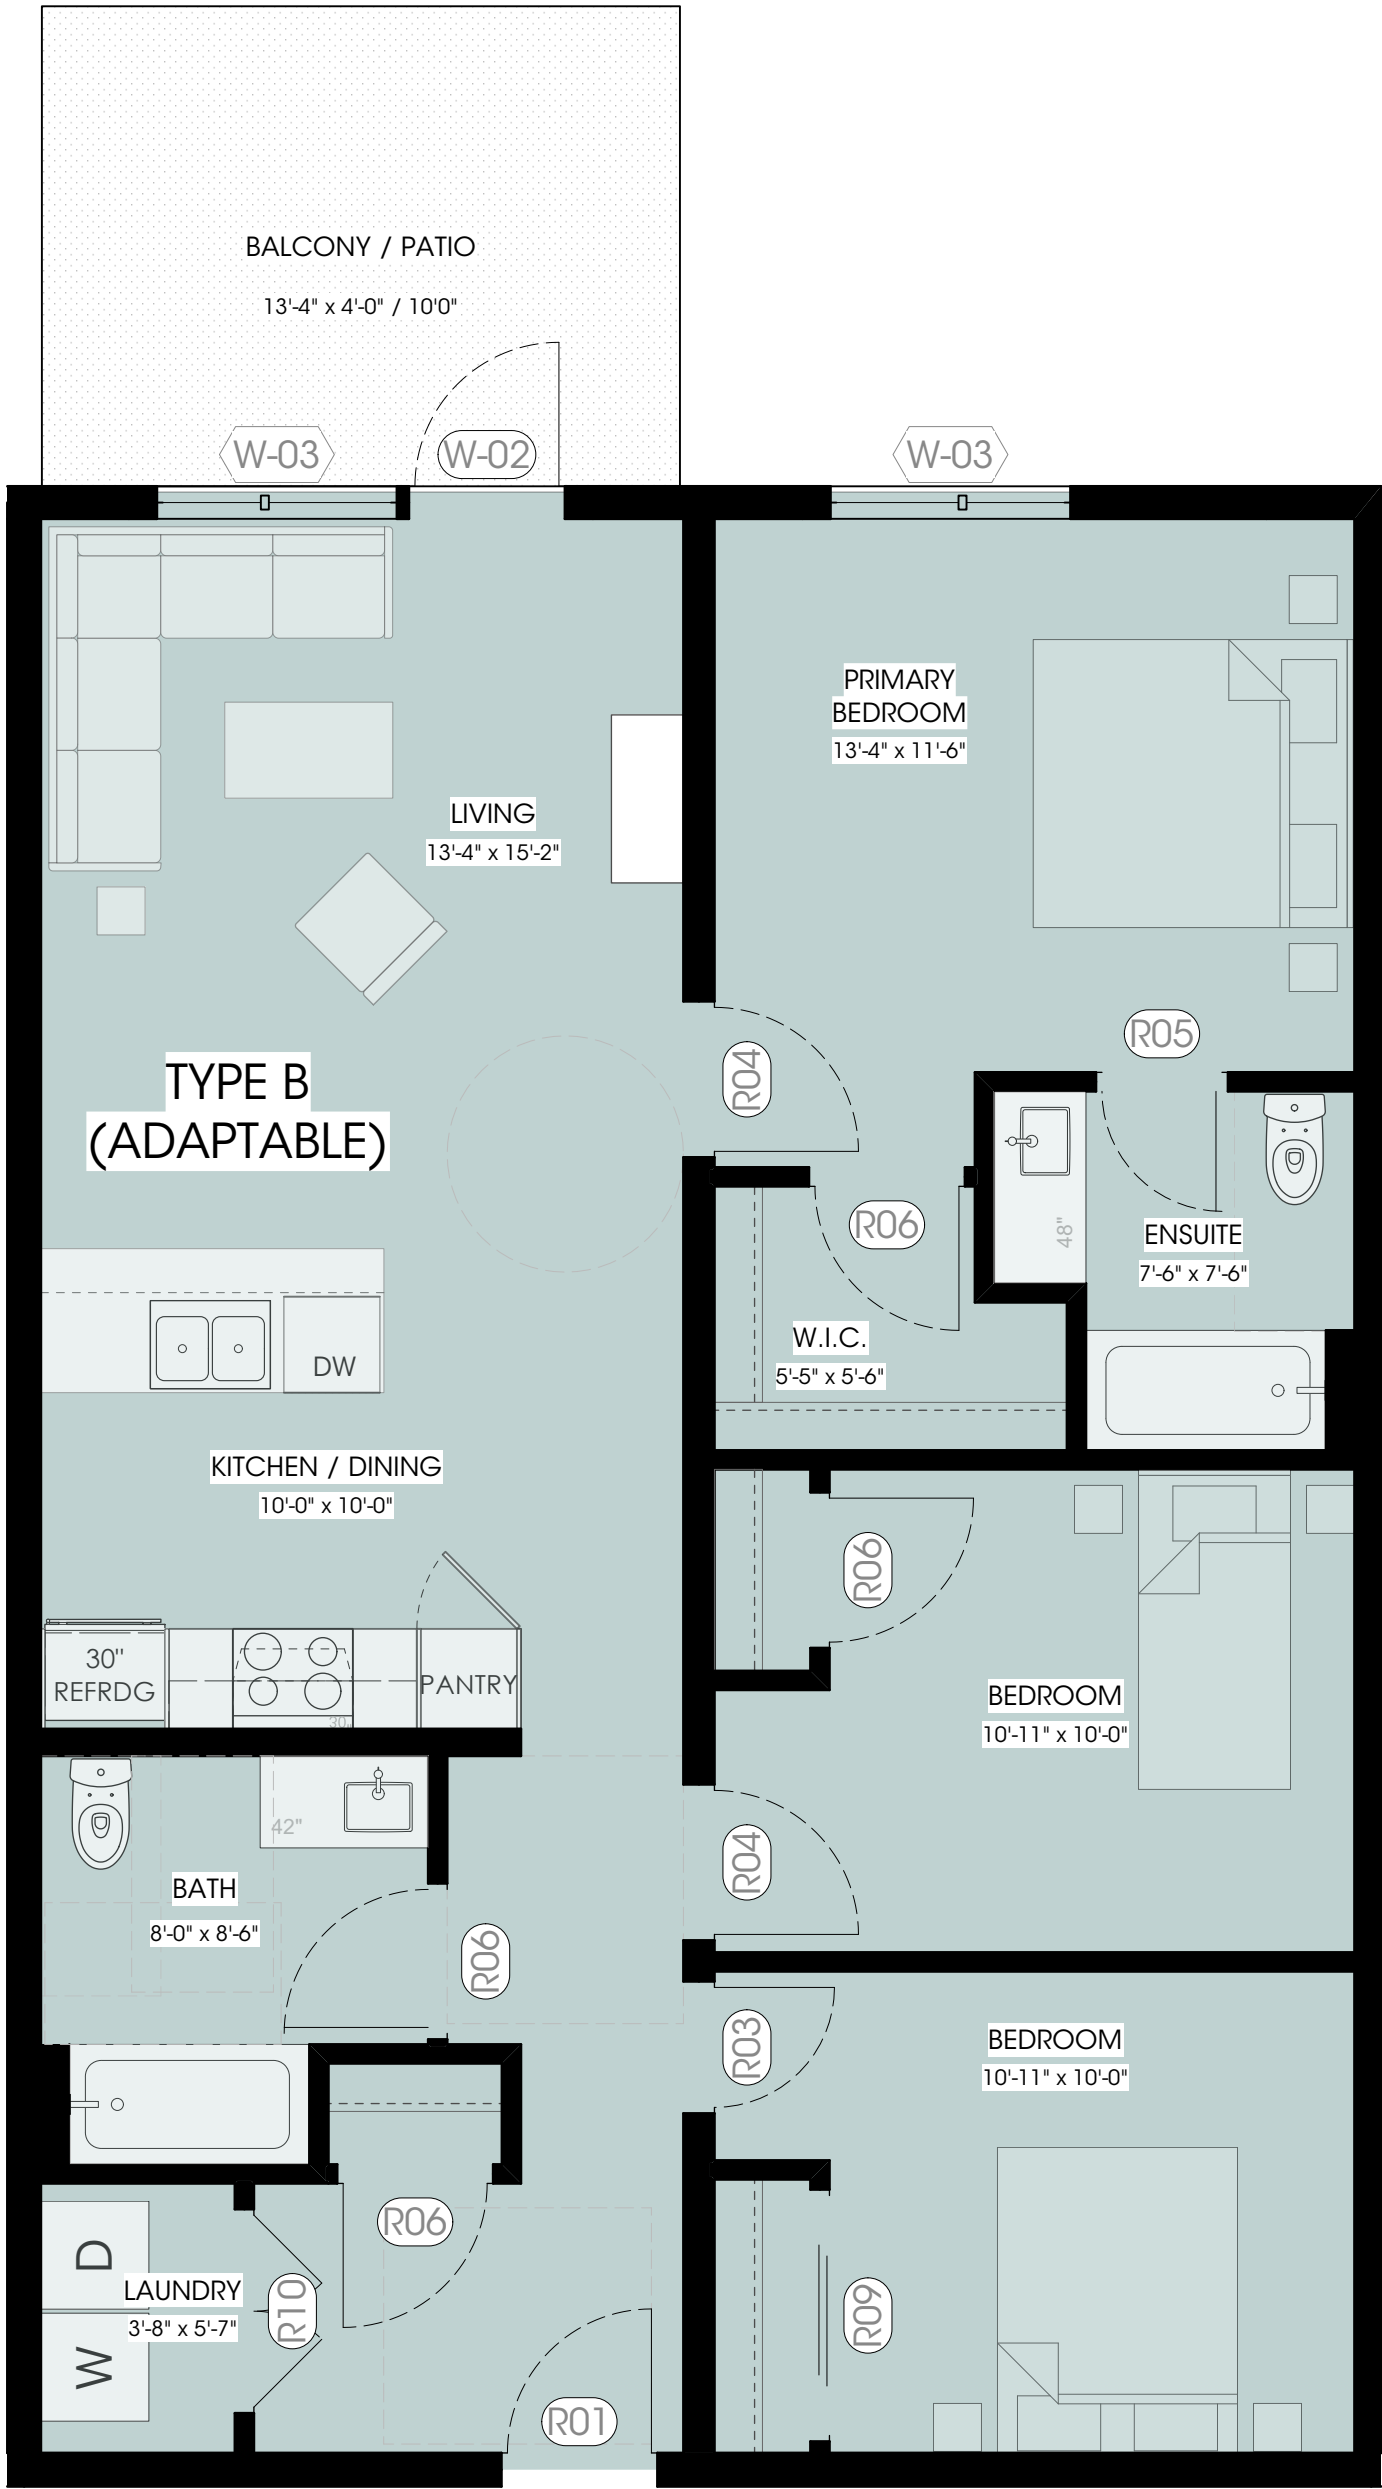 BALCONY / PATIO
13'-4" x 4'-0" / 10'0"
W-03
W-02
W-03
PRIMARY
BEDROOM
13'-4" x 11'-6"
LIVING
13'-4" x 15'-2"
R05
R04
TYPE B
(ADAPTABLE)
R06
48"
ENSUITE
7'-6" x 7'-6"
W.I.C.
5'-5" x 5'-6"
DW
KITCHEN / DINING
10'-0" x 10'-0"
R06
30"
REFRDG
30"
PANTRY
BEDROOM
10'-11" x 10'-0"
42"
BATH
8'-0" x 8'-6"
R04
R06
R03
BEDROOM
10'-11" x 10'-0"
R06
D
LAUNDRY
3'-8" x 5'-7"
R10
R09
W
R01